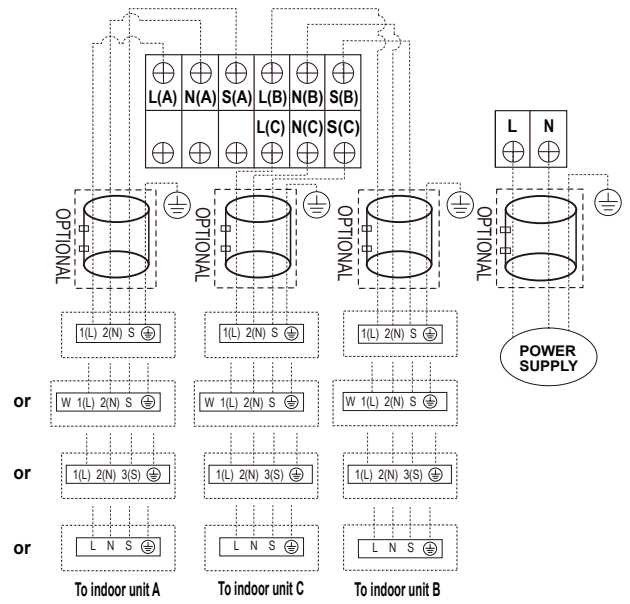 L(A) N(A) S(A) L(B) N(B) S(B)
L(C) N(C) S(C)
L N
OPTIONAL OPTIONAL OPTIONAL OPTIONAL
1(L) 2(N) S 1(L) 2(N) S 1(L) 2(N) S
POWER
SUPPLY
or W 1(L) 2(N) S W 1(L) 2(N) S W 1(L) 2(N) S
or 1(L) 2(N) 3(S) 1(L) 2(N) 3(S) 1(L) 2(N) 3(S)
or L N S L N S L N S
To indoor unit A To indoor unit C To indoor unit B